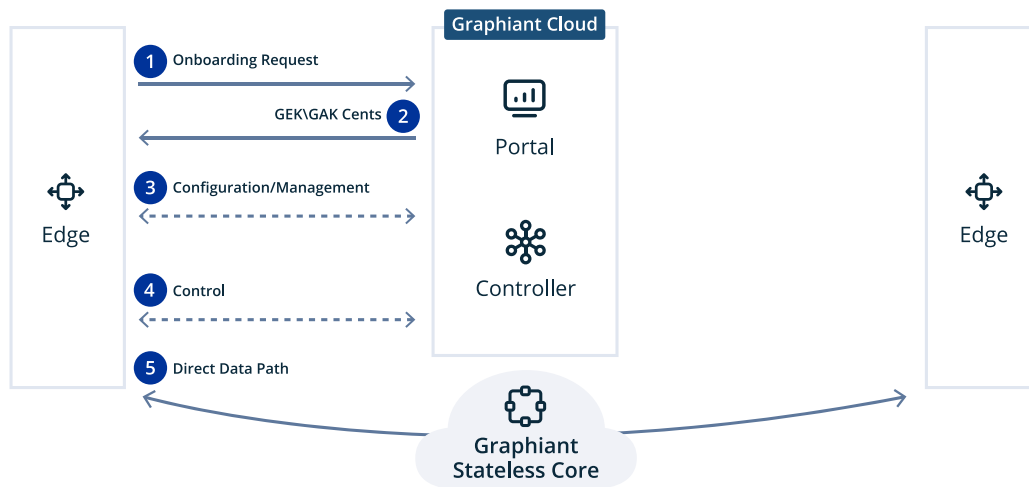 Graphiant Cloud
1 Onboarding Request
GEK\GAK Cents 2
Portal
3 Configuration/Management
Edge
Edge
Controller
4 Control
5 Direct Data Path
Graphiant
Stateless Core